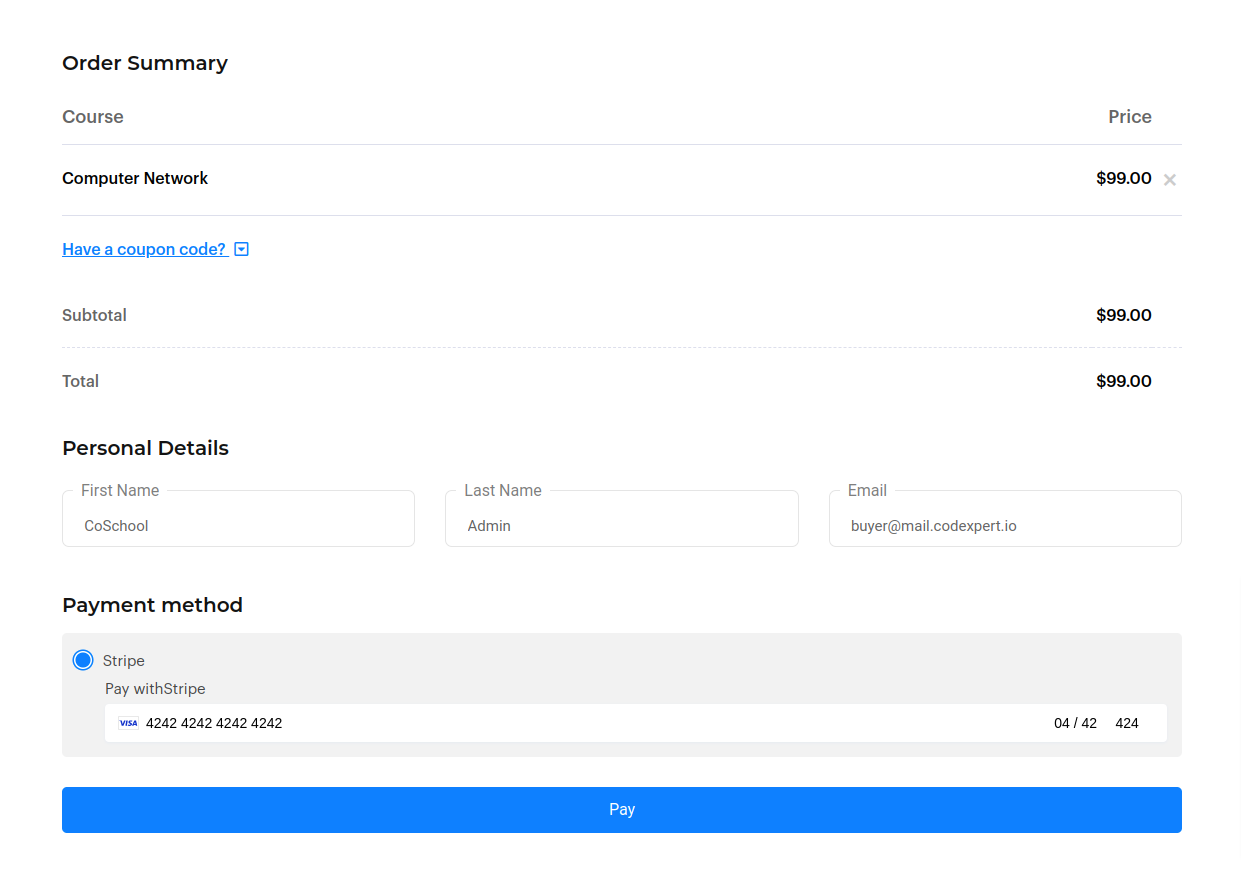 Order Summary
Course Price
Computer Network $99.00
Have a coupon code?
Subtotal $99.00
Total $99.00
Personal Details
First Name Last Name Email
CoSchool Admin buyer@mail.codexpert.io
Payment method
Stripe
Pay withStripe
VISA 4242 4242 4242 4242 04 / 42 424
Pay